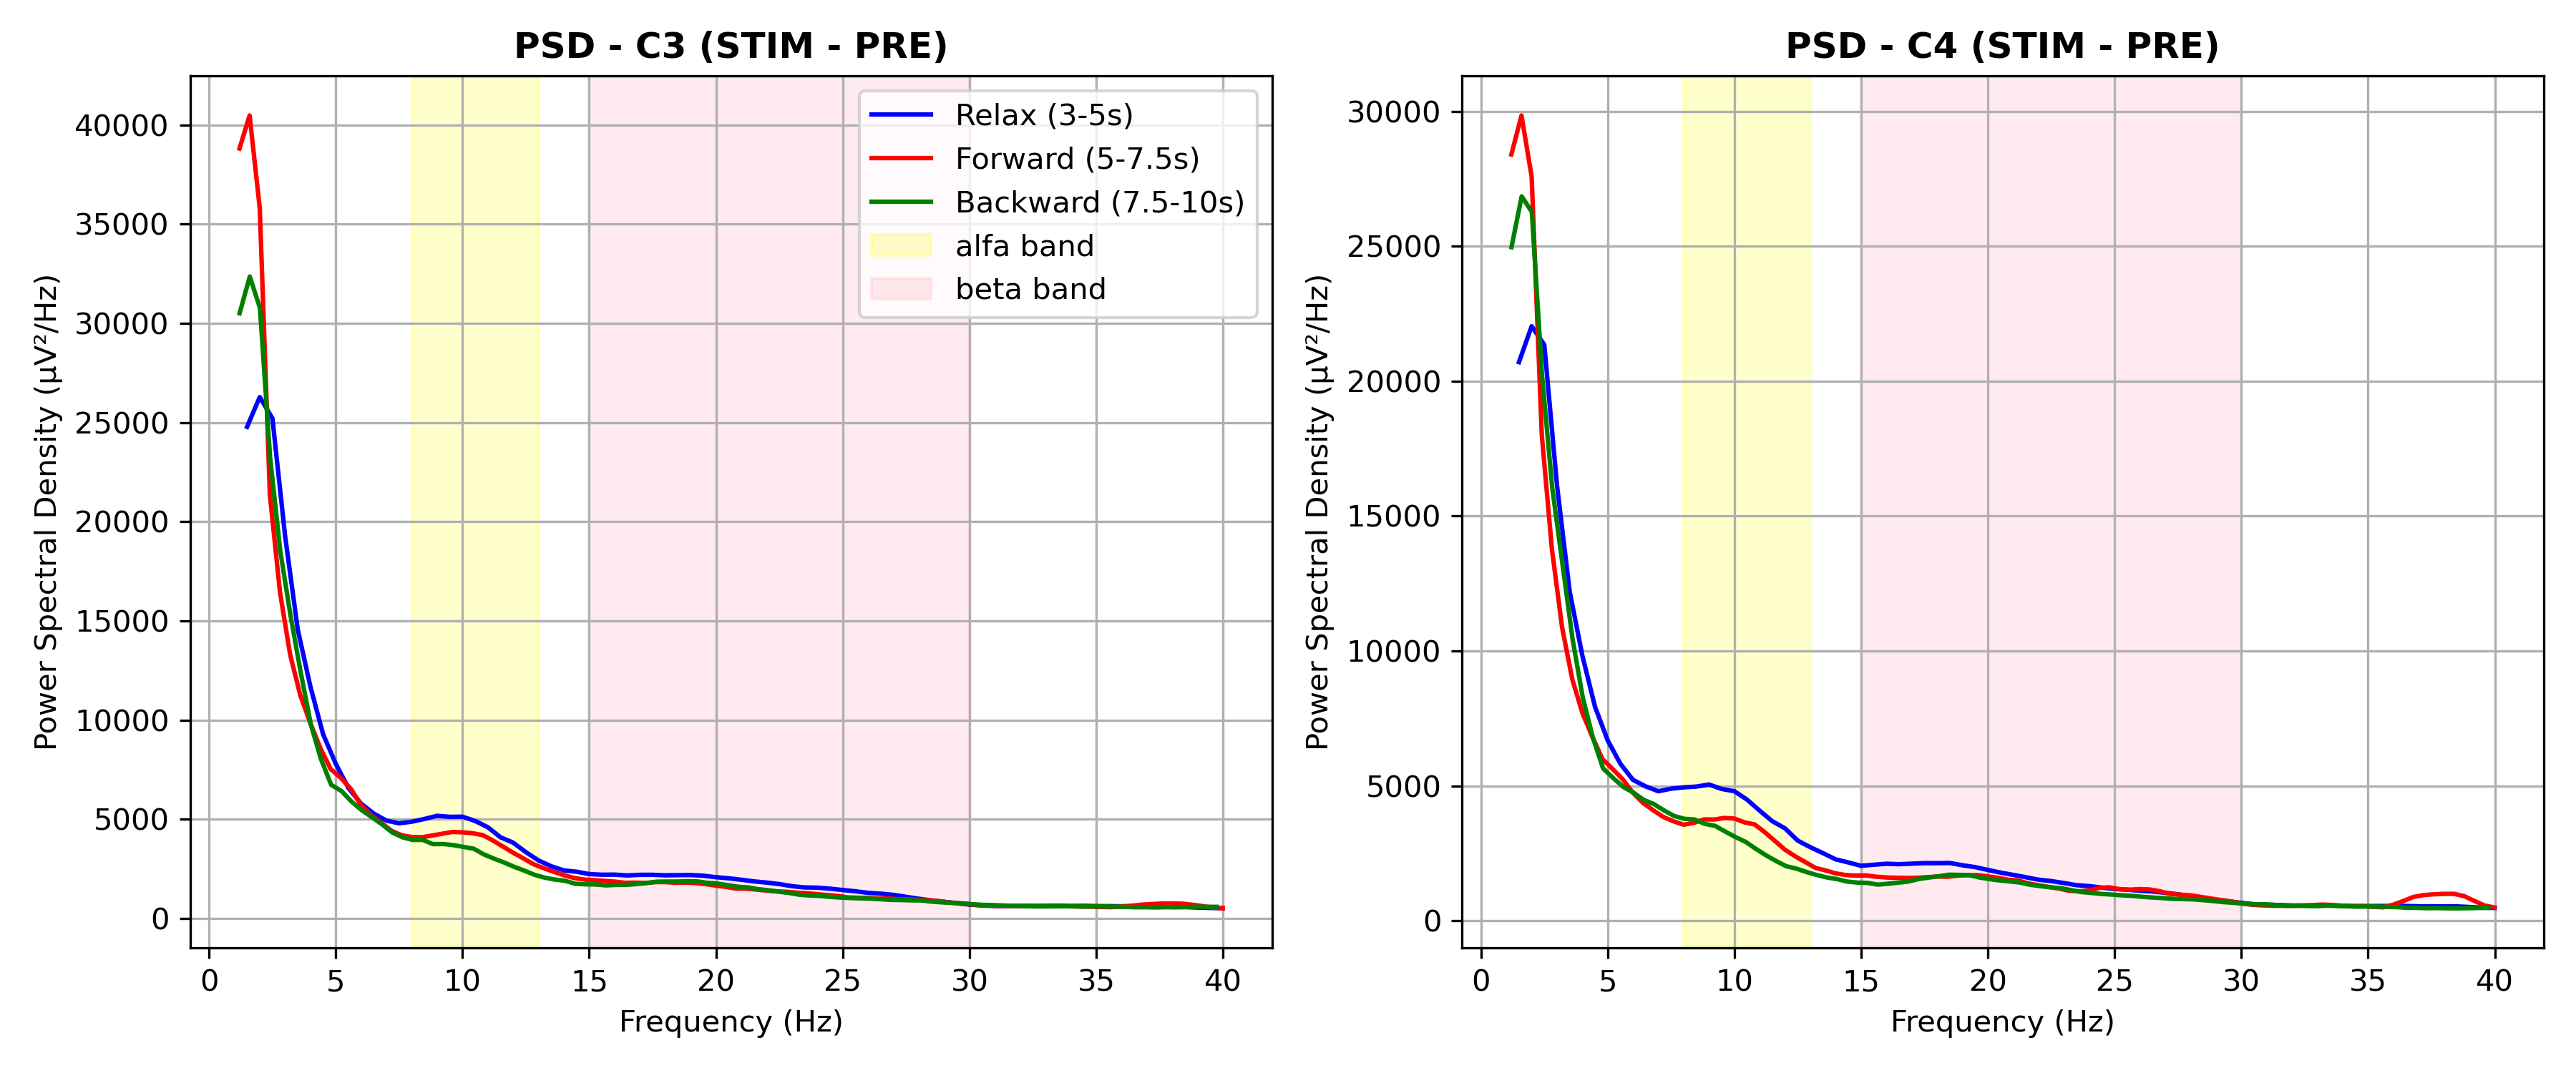 PSD - C3 (STIM - PRE)
40000
35000
30000
25000
20000
15000
10000
5000
0
Power Spectral Density (µV²/Hz)
Relax (3-5s)
Forward (5-7.5s)
Backward (7.5-10s)
alfa band
beta band
0 5 10 15 20 25 30 35 40
Frequency (Hz)
PSD - C4 (STIM - PRE)
30000
25000
20000
15000
10000
5000
0
Power Spectral Density (µV²/Hz)
0 5 10 15 20 25 30 35 40
Frequency (Hz)